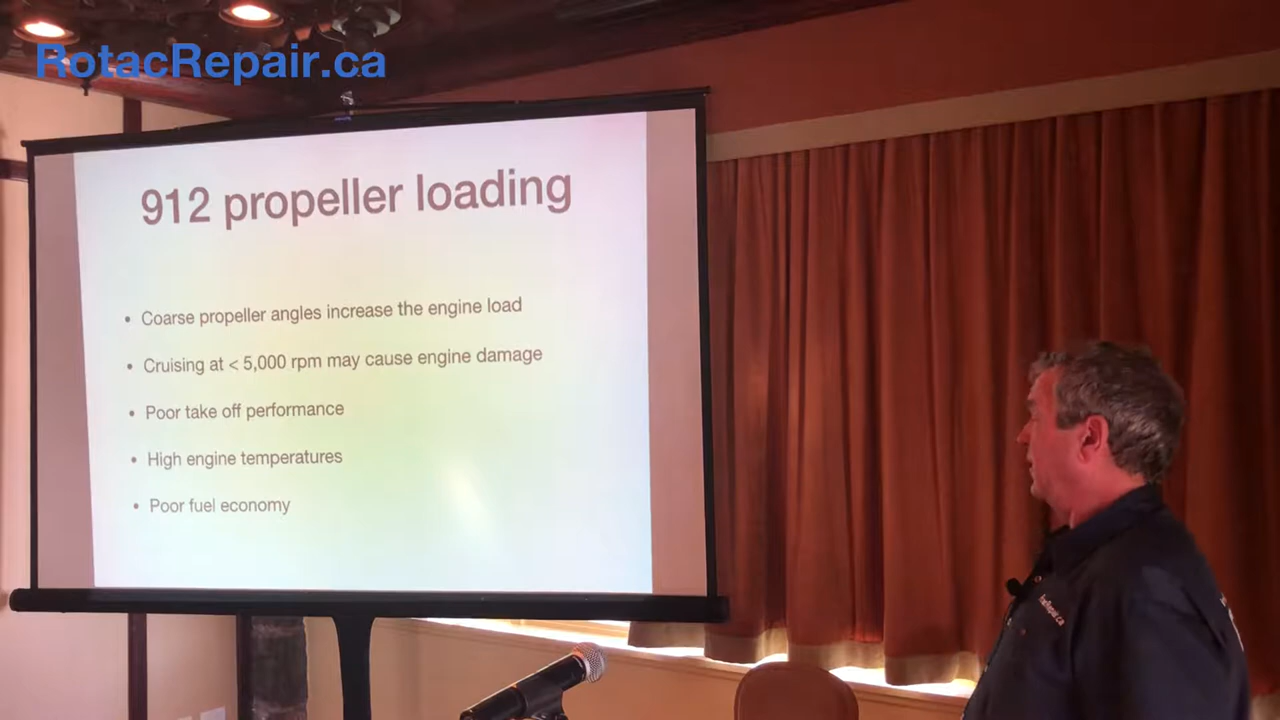 RotacRepair.ca
912 propeller loading
• Coarse propeller angles increase the engine load
• Cruising at < 5,000 rpm may cause engine damage
• Poor take off performance
• High engine temperatures
• Poor fuel economy